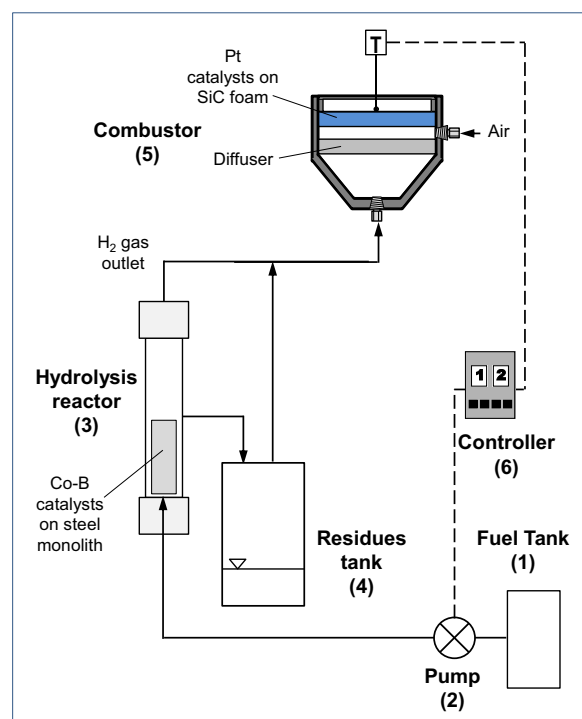 T
Pt
catalysts on
SiC foam
Combustor
(5)
Air
Diffuser
H₂ gas
outlet
Hydrolysis
reactor
(3)
1 2
Controller
(6)
Co-B
catalysts
on steel
monolith
Residues
tank
(4)
Fuel Tank
(1)
Pump
(2)